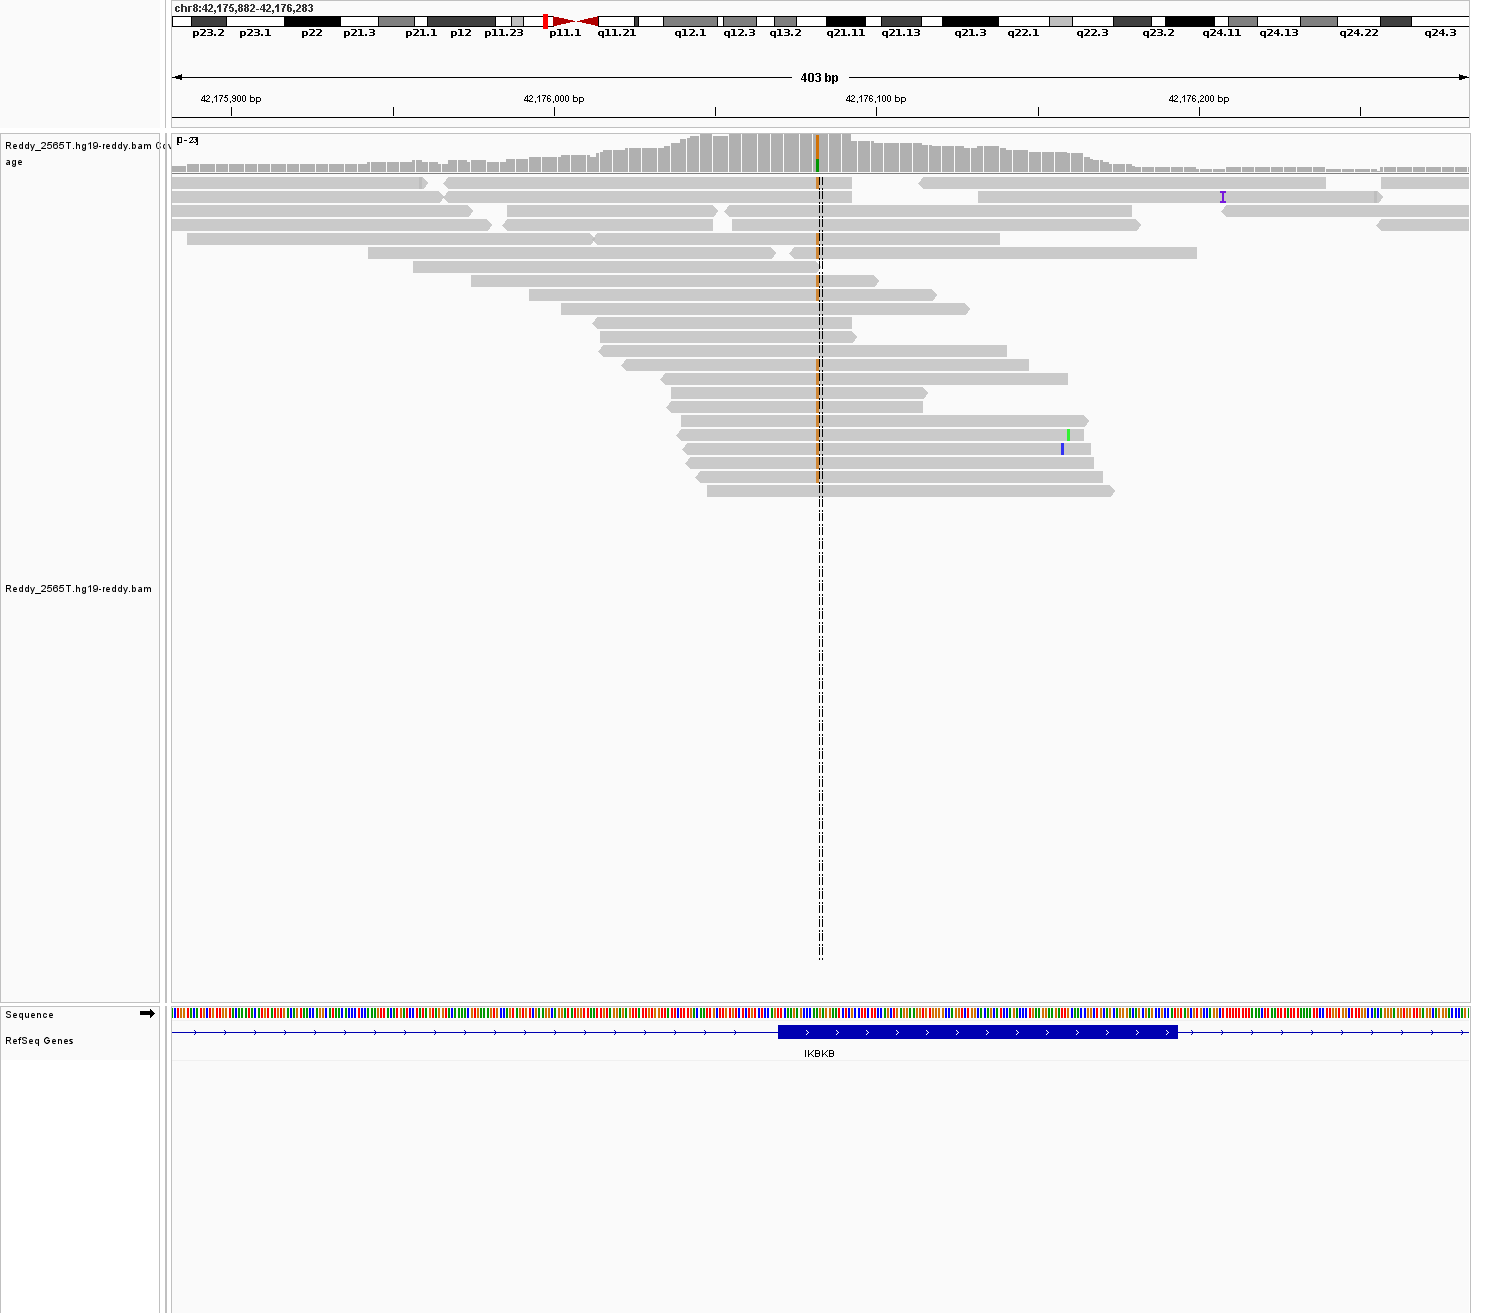 chr8:42,175,882-42,176,283
p23.2 p23.1 p22 p21.3 p21.1 p12 p11.23 p11.1 q11.21 q12.1 q12.3 q13.2 q21.11 q21.13 q21.3 q22.1 q22.3 q23.2 q24.11 q24.13 q24.22 q24.3
403 bp
42,175,900 bp 42,176,000 bp 42,176,100 bp 42,176,200 bp
[0 - 23]
Reddy_2565T.hg19-reddy.bam Cov
age
Reddy_2565T.hg19-reddy.bam
Sequence
RefSeq Genes
IKBKB